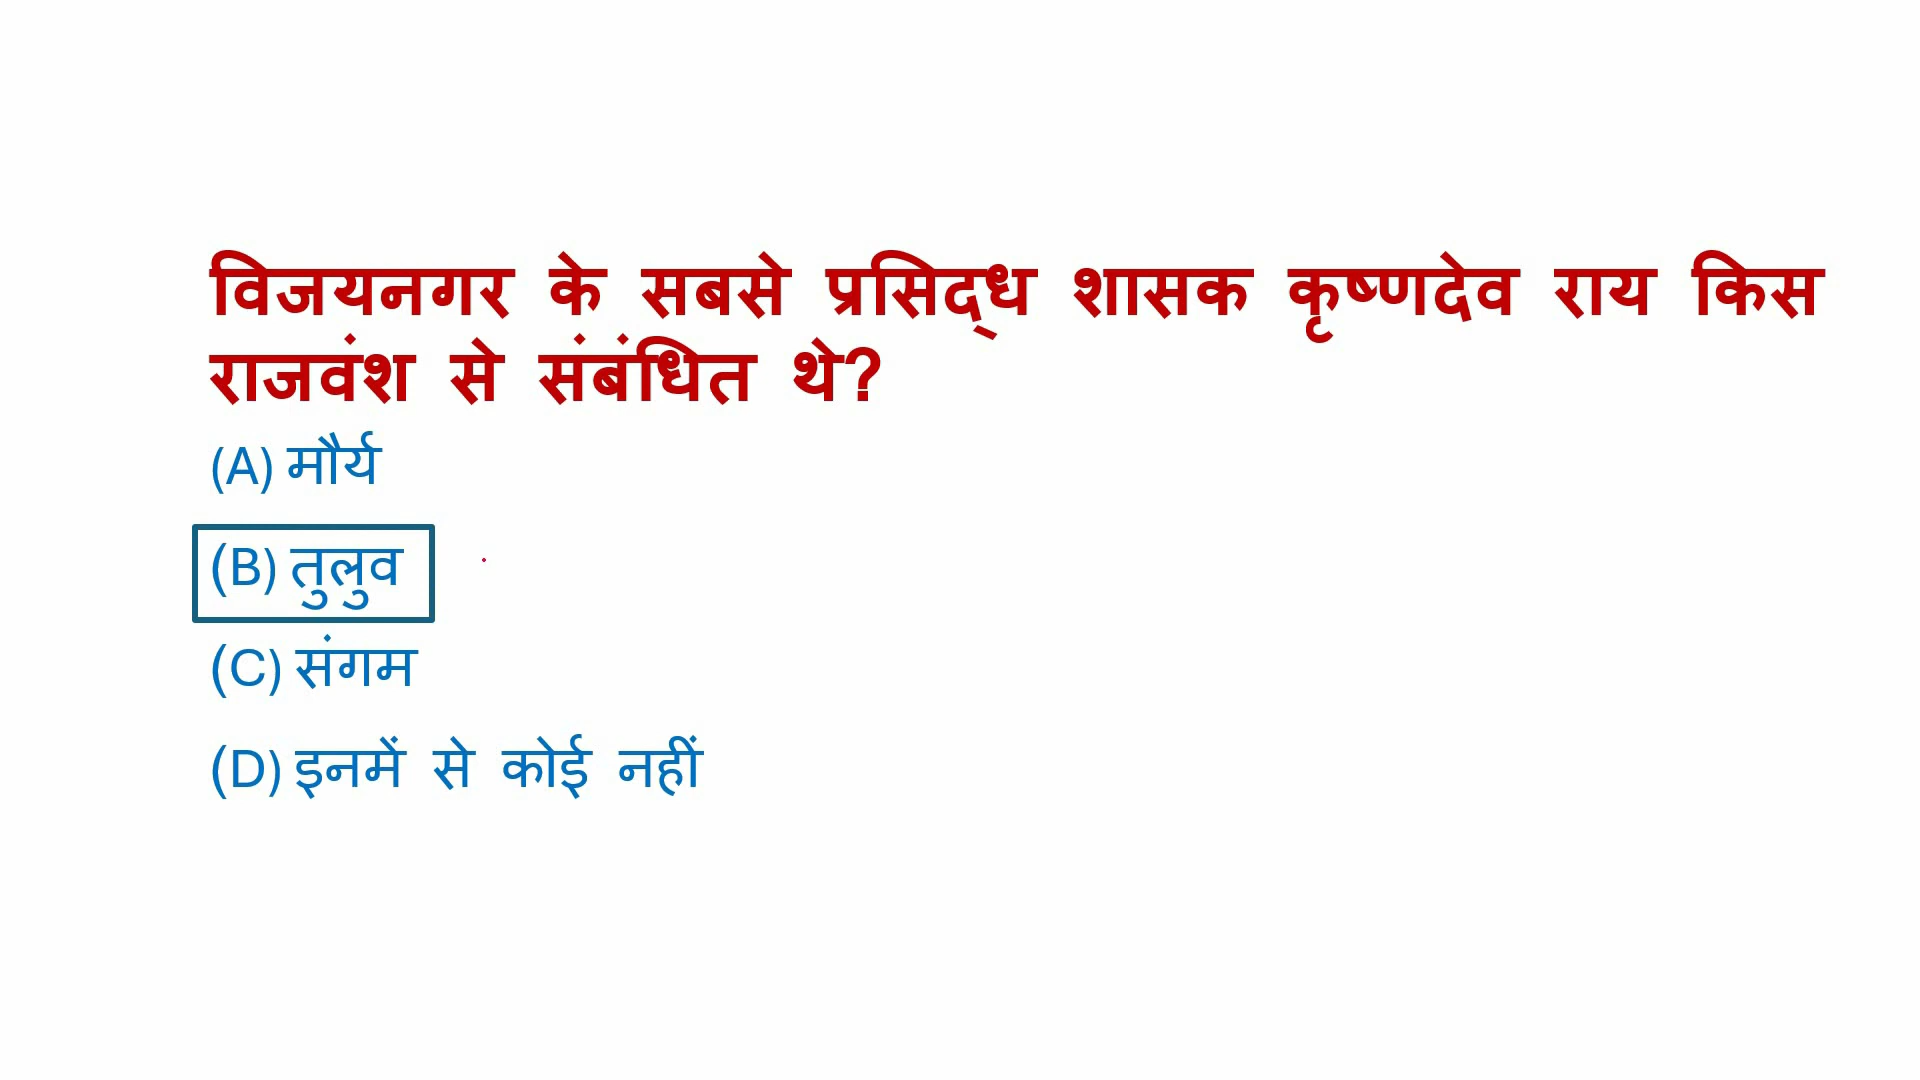 विजयनगर के सबसे प्रसिद्ध शासक कृष्णदेव राय किस
राजवंश से संबंधित थे?
(A) मौर्य
(B) तुलुव
(C) संगम
(D) इनमें से कोई नहीं